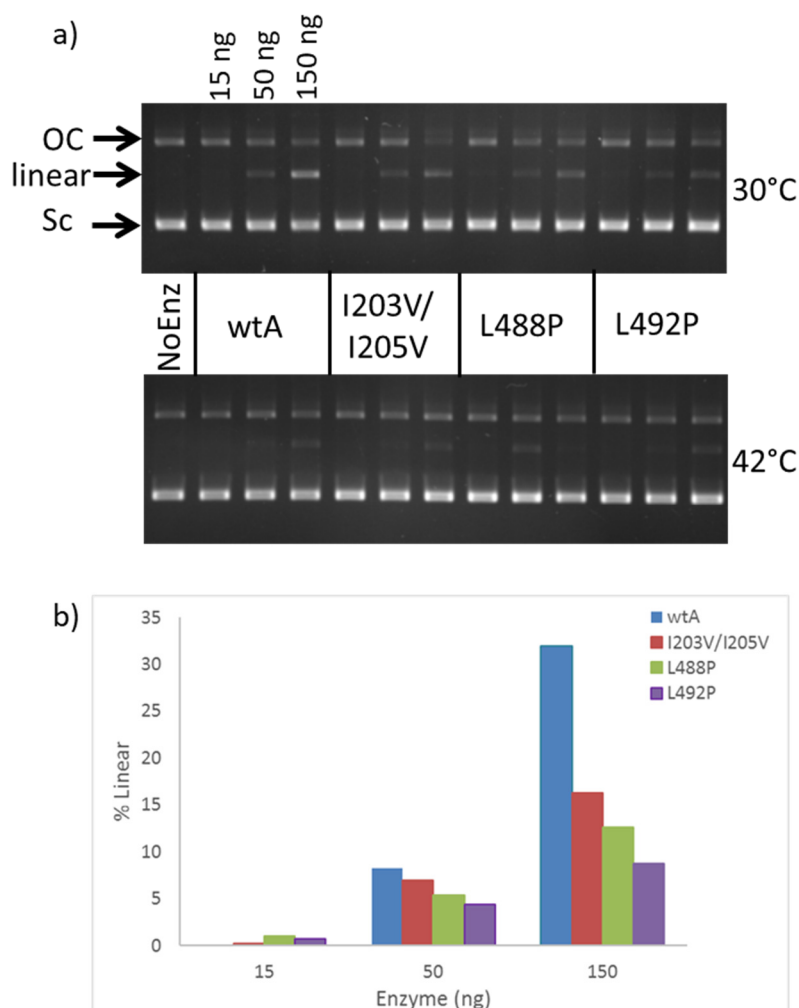 a)
15 ng
50 ng
150 ng
OC
linear
Sc
30°C
NoEnz
wtA
I203V/
I205V
L488P
L492P
42°C
b)
35
30
25
20
15
10
5
0
% Linear
wtA
I203V/I205V
L488P
L492P
15
50
150
Enzyme (ng)